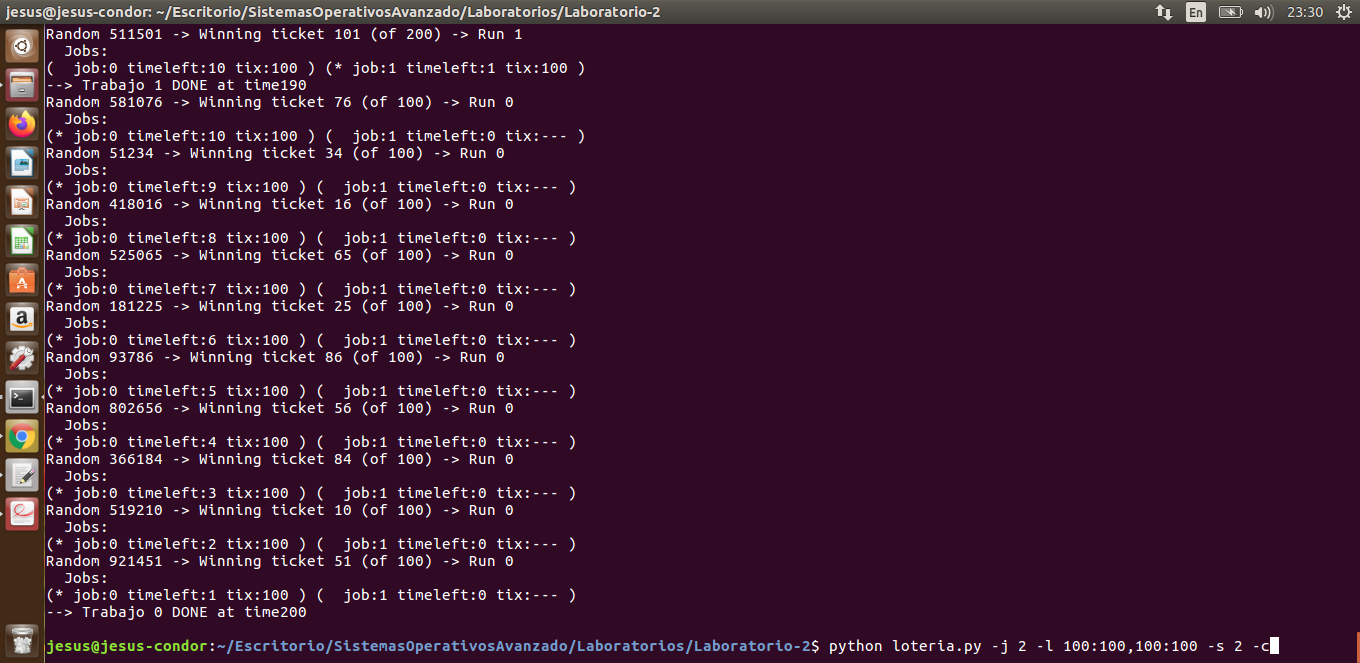 jesus@jesus-condor: ~/Escritorio/SistemasOperativosAvanzado/Laboratorios/Laboratorio-2
En
23:30
Random 511501 -> Winning ticket 101 (of 200) -> Run 1
  Jobs:
(  job:0 timeleft:10 tix:100 ) (* job:1 timeleft:1 tix:100 )
--> Trabajo 1 DONE at time190
Random 581076 -> Winning ticket 76 (of 100) -> Run 0
  Jobs:
(* job:0 timeleft:10 tix:100 ) (  job:1 timeleft:0 tix:--- )
Random 51234 -> Winning ticket 34 (of 100) -> Run 0
  Jobs:
(* job:0 timeleft:9 tix:100 ) (  job:1 timeleft:0 tix:--- )
Random 418016 -> Winning ticket 16 (of 100) -> Run 0
  Jobs:
(* job:0 timeleft:8 tix:100 ) (  job:1 timeleft:0 tix:--- )
Random 525065 -> Winning ticket 65 (of 100) -> Run 0
  Jobs:
(* job:0 timeleft:7 tix:100 ) (  job:1 timeleft:0 tix:--- )
Random 181225 -> Winning ticket 25 (of 100) -> Run 0
  Jobs:
(* job:0 timeleft:6 tix:100 ) (  job:1 timeleft:0 tix:--- )
Random 93786 -> Winning ticket 86 (of 100) -> Run 0
  Jobs:
(* job:0 timeleft:5 tix:100 ) (  job:1 timeleft:0 tix:--- )
Random 802656 -> Winning ticket 56 (of 100) -> Run 0
  Jobs:
(* job:0 timeleft:4 tix:100 ) (  job:1 timeleft:0 tix:--- )
Random 366184 -> Winning ticket 84 (of 100) -> Run 0
  Jobs:
(* job:0 timeleft:3 tix:100 ) (  job:1 timeleft:0 tix:--- )
Random 519210 -> Winning ticket 10 (of 100) -> Run 0
  Jobs:
(* job:0 timeleft:2 tix:100 ) (  job:1 timeleft:0 tix:--- )
Random 921451 -> Winning ticket 51 (of 100) -> Run 0
  Jobs:
(* job:0 timeleft:1 tix:100 ) (  job:1 timeleft:0 tix:--- )
--> Trabajo 0 DONE at time200
jesus@jesus-condor:~/Escritorio/SistemasOperativosAvanzado/Laboratorios/Laboratorio-2$ python loteria.py -j 2 -l 100:100,100:100 -s 2 -c